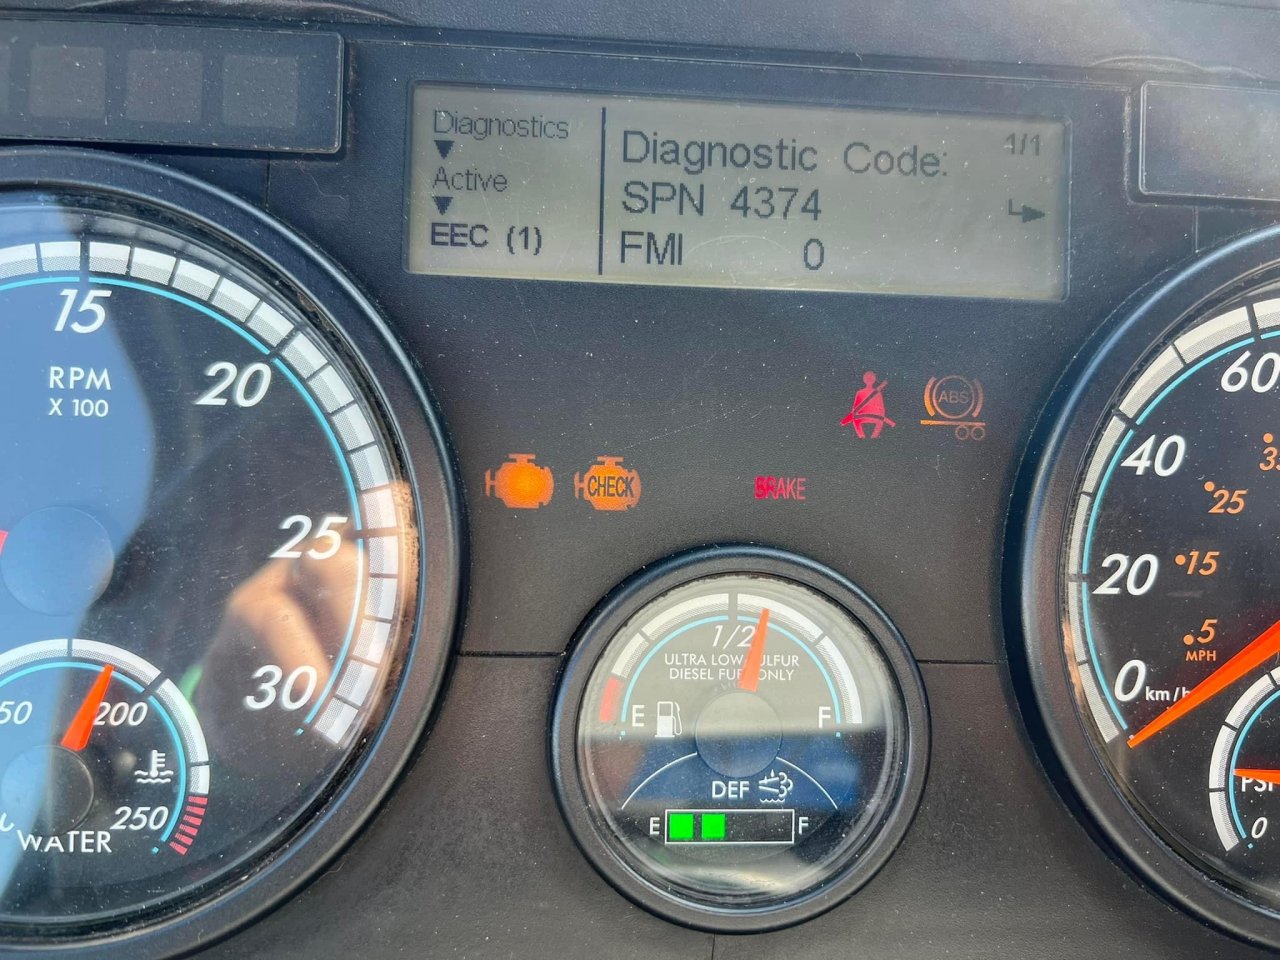 Diagnostics
Active
EEC (1)
Diagnostic Code: 1/1
SPN 4374
FMI 0
15
20
25
30
RPM
X 100
ABS
CHECK
BRAKE
60
40
20
0 km/h
25
15
5
MPH
1/2
ULTRA LOW SULFUR
DIESEL FUEL ONLY
E F
DEF
E F
50
200
250
WATER
PSI
0